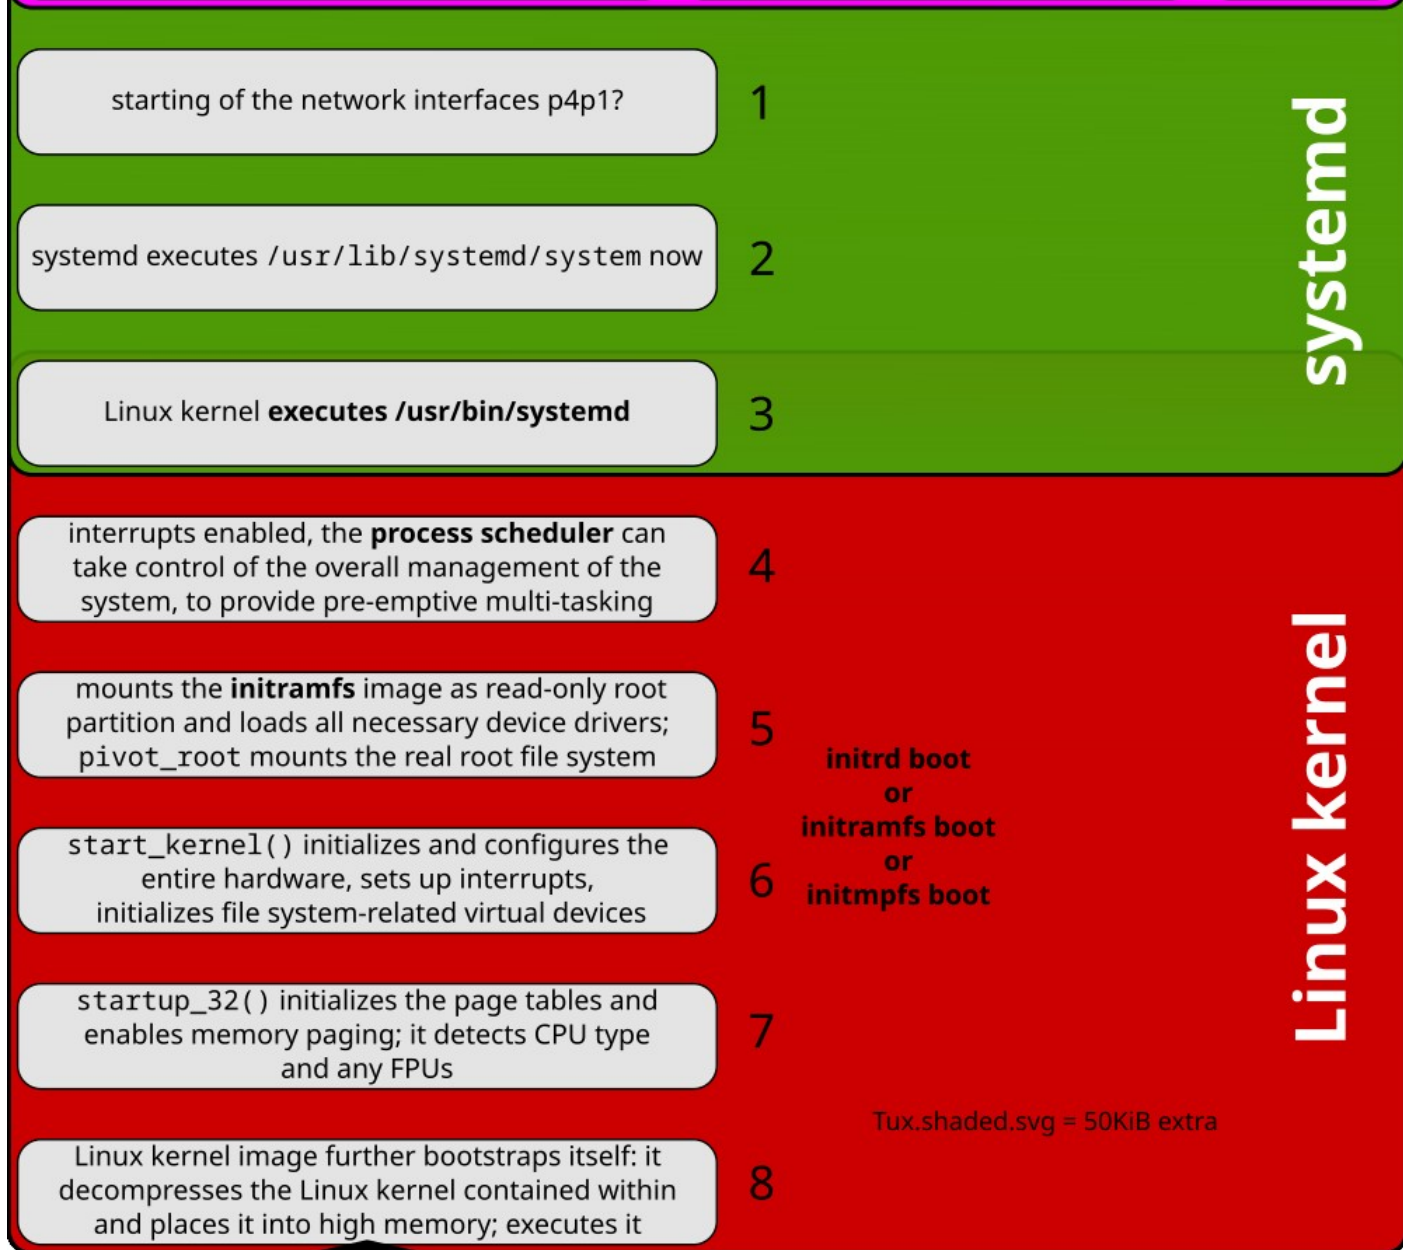 starting of the network interfaces p4p1?
1
systemd executes /usr/lib/systemd/system now
2
Linux kernel executes /usr/bin/systemd
3
systemd
interrupts enabled, the process scheduler can
take control of the overall management of the
system, to provide pre-emptive multi-tasking
4
mounts the initramfs image as read-only root
partition and loads all necessary device drivers;
pivot_root mounts the real root file system
5
initrd boot
or
initramfs boot
or
initmpfs boot
start_kernel() initializes and configures the
entire hardware, sets up interrupts,
initializes file system-related virtual devices
6
startup_32() initializes the page tables and
enables memory paging; it detects CPU type
and any FPUs
7
Linux kernel
Tux.shaded.svg = 50KiB extra
Linux kernel image further bootstraps itself: it
decompresses the Linux kernel contained within
and places it into high memory; executes it
8